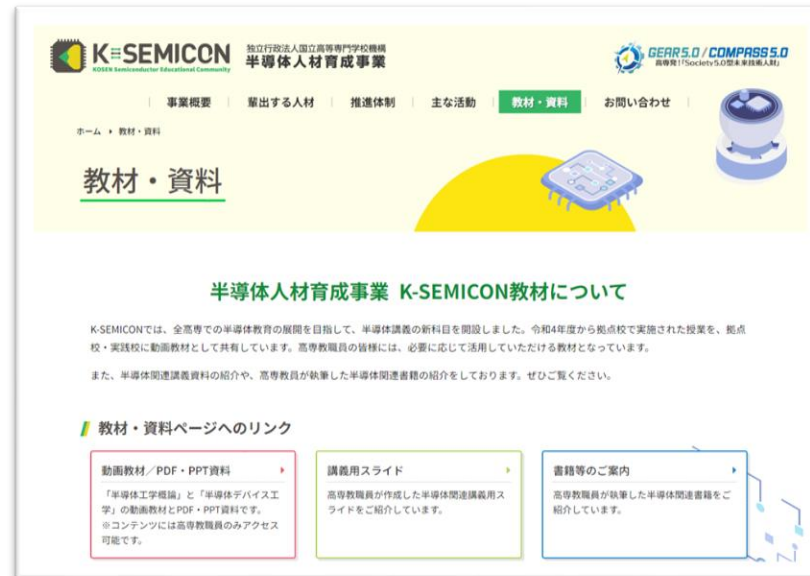 K-SEMICON
KOSEN Semiconductor Educational Community
独立行政法人国立高等専門学校機構
半導体人材育成事業
GEAR5.0/COMPASS5.0
高専発!「Society5.0型未来技術人財」
事業概要
輩出する人材
推進体制
主な活動
教材・資料
お問い合わせ
ホーム
教材・資料
教材・資料
半導体人材育成事業 K-SEMICON教材について
K-SEMICONでは、全高専での半導体教育の展開を目指して、半導体講義の新科目を開設しました。令和4年度から拠点校で実施された授業を、拠点
校・実践校に動画教材として共有しています。高専教職員の皆様には、必要に応じて活用していただける教材となっています。
また、半導体関連講義資料の紹介や、高専教員が執筆した半導体関連書籍の紹介をしております。ぜひご覧ください。
教材・資料ページへのリンク
動画教材／PDF・PPT資料
「半導体工学概論」と「半導体デバイス工
学」の動画教材とPDF・PPT資料です。
※コンテンツには高専教職員のみアクセス
可能です。
講義用スライド
高専教職員が作成した半導体関連講義用ス
ライドをご紹介しています。
書籍等のご案内
高専教職員が執筆した半導体関連書籍をご
紹介しています。